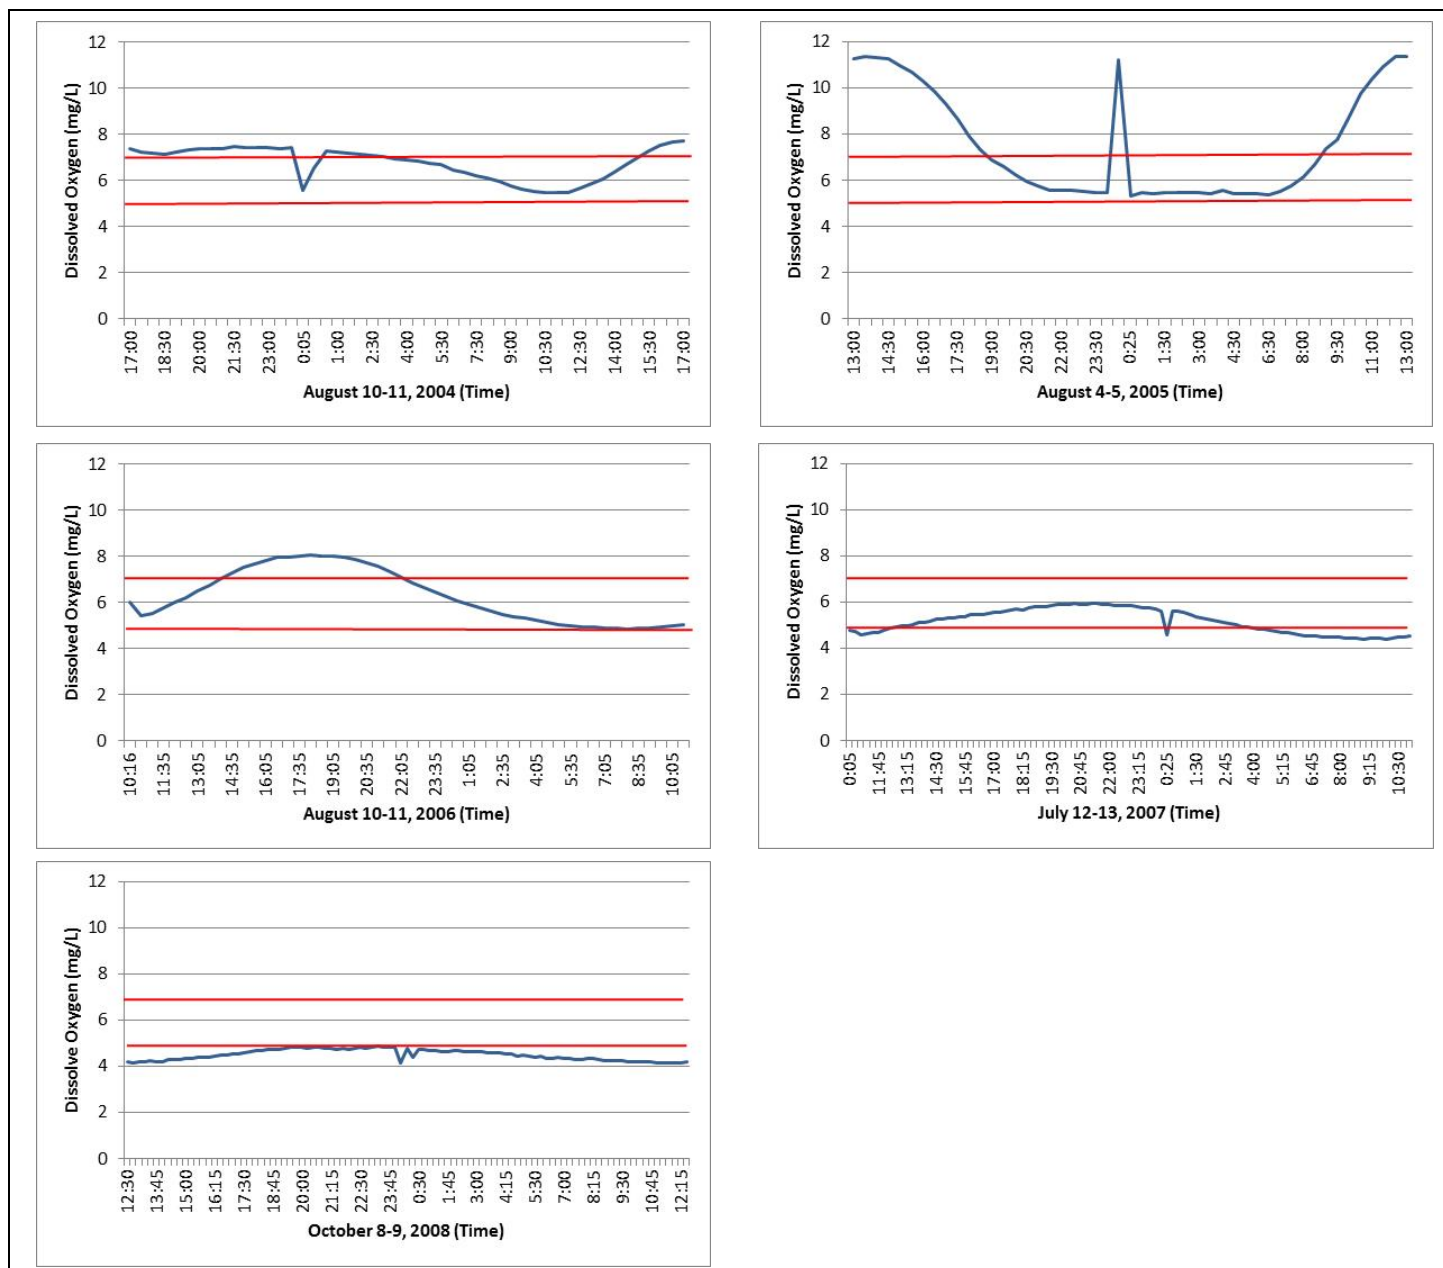 12
10
8
6
4
2
0
Dissolved Oxygen (mg/L)
17:00 18:30 20:00 21:30 23:00 0:05 1:00 2:30 4:00 5:30 7:30 9:00 10:30 12:30 14:00 15:30 17:00
August 10-11, 2004 (Time)
12
10
8
6
4
2
0
Dissolved Oxygen (mg/L)
13:00 14:30 16:00 17:30 19:00 20:30 22:00 23:30 0:25 1:30 3:00 4:30 6:30 8:00 9:30 11:00 13:00
August 4-5, 2005 (Time)
12
10
8
6
4
2
0
Dissolved Oxygen (mg/L)
10:16 11:35 13:05 14:35 16:05 17:35 19:05 20:35 22:05 23:35 1:05 2:35 4:05 5:35 7:05 8:35 10:05
August 10-11, 2006 (Time)
12
10
8
6
4
2
0
Dissolved Oxygen (mg/L)
0:05 11:45 13:15 14:30 15:45 17:00 18:15 19:30 20:45 22:00 23:15 0:25 1:30 2:45 4:00 5:15 6:45 8:00 9:15 10:30
July 12-13, 2007 (Time)
12
10
8
6
4
2
0
Dissolve Oxygen (mg/L)
12:30 13:45 15:00 16:15 17:30 18:45 20:00 21:15 22:30 23:45 0:30 1:45 3:00 4:15 5:30 7:00 8:15 9:30 10:45 12:15
October 8-9, 2008 (Time)